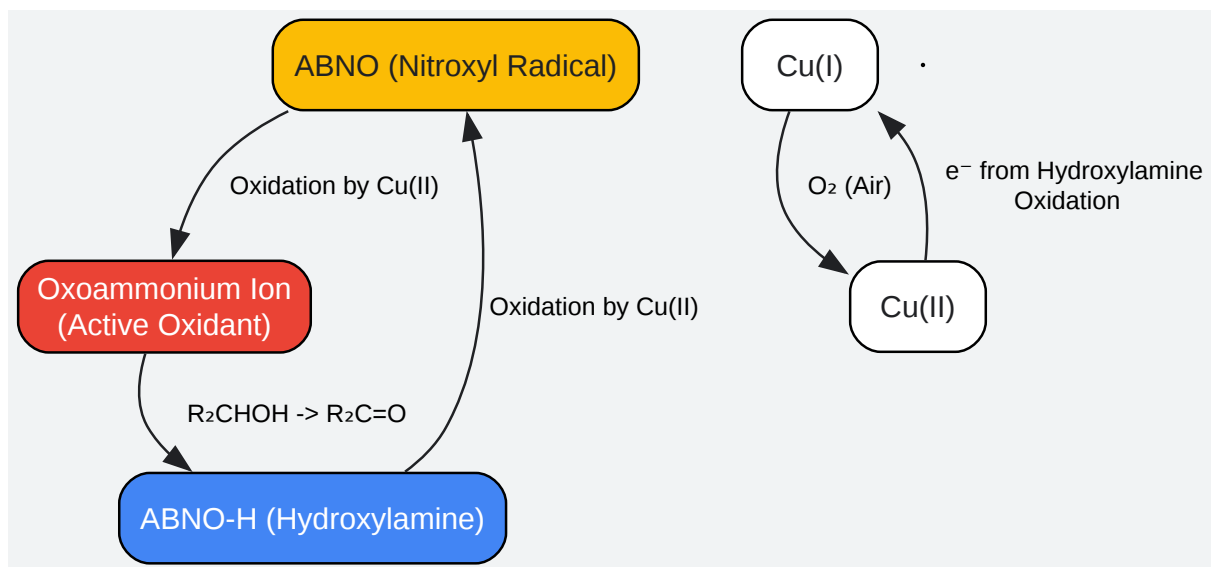 ABNO (Nitroxyl Radical)
Cu(I)
Oxidation by Cu(II)
O₂ (Air)
e⁻ from Hydroxylamine
Oxidation
Oxoammonium Ion
(Active Oxidant)
Oxidation by Cu(II)
Cu(II)
R₂CHOH -> R₂C=O
ABNO-H (Hydroxylamine)